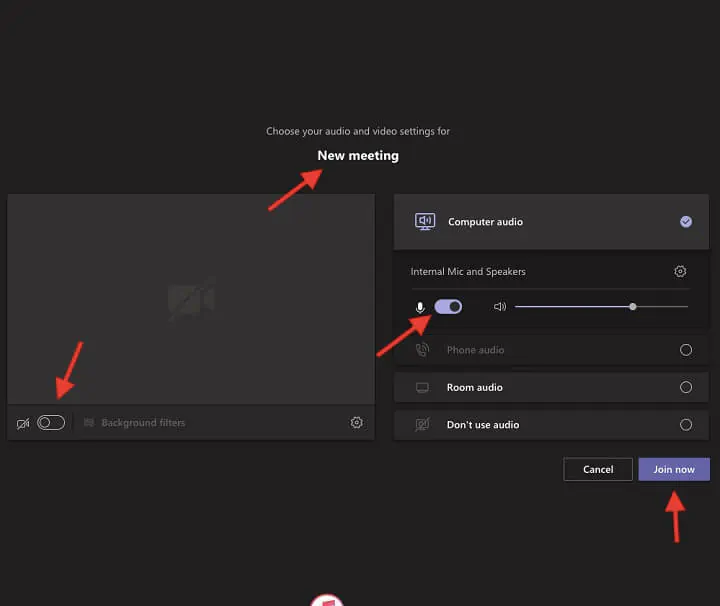 Choose your audio and video settings for
New meeting
Computer audio
Internal Mic and Speakers
Phone audio
Room audio
Don't use audio
Background filters
Cancel
Join now